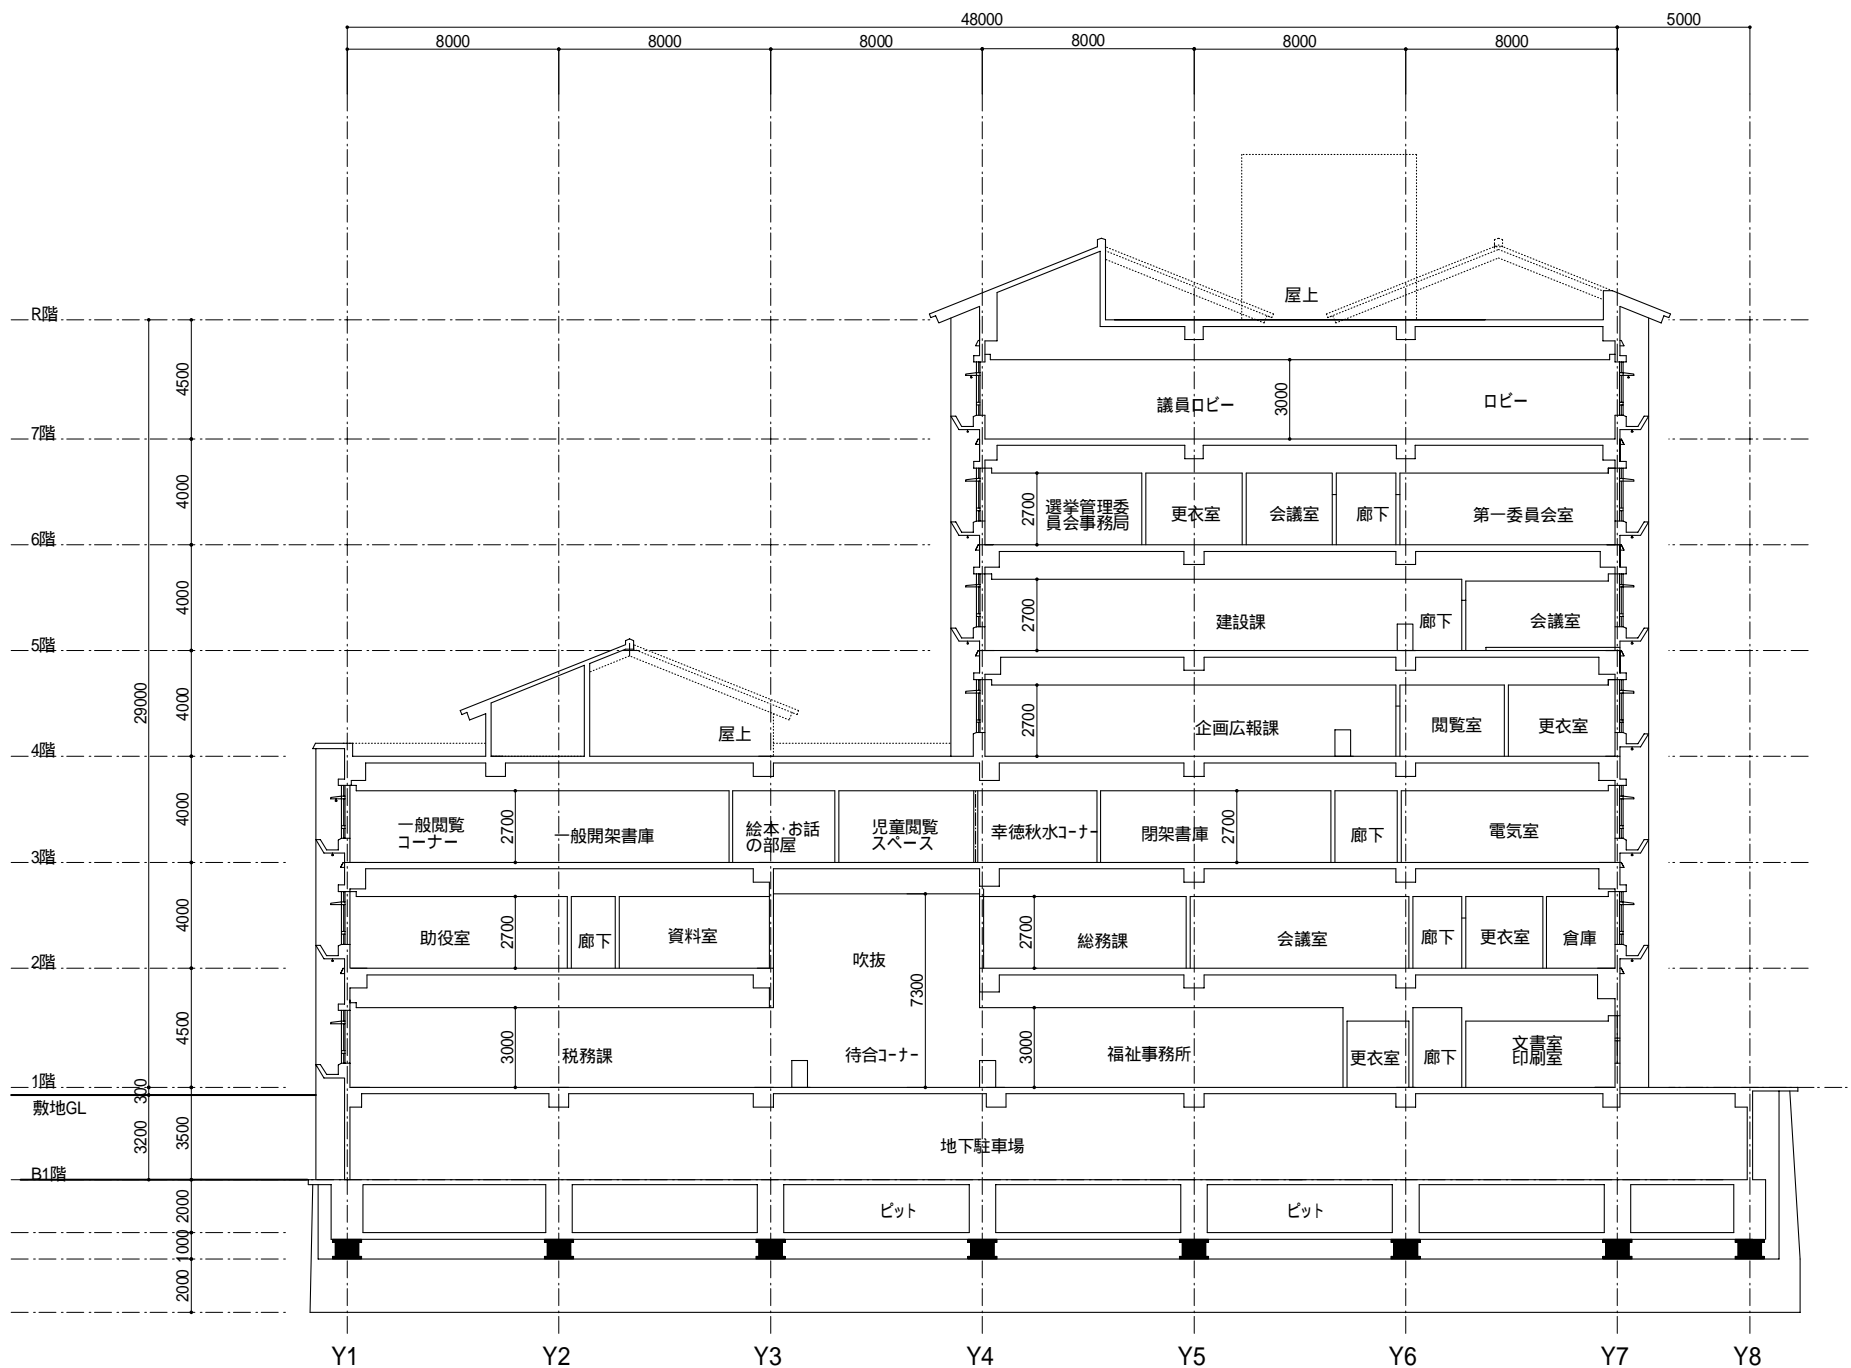 48000
5000
8000
8000
8000
8000
8000
8000
屋上
R階
4500
議員ロビー
3000
ロビー
7階
4000
2700
選挙管理委
員会事務局
更衣室
会議室
廊下
第一委員会室
6階
4000
2700
建設課
廊下
会議室
5階
29000
4000
屋上
2700
企画広報課
閲覧室
更衣室
4階
4000
一般閲覧
コーナー
2700
一般開架書庫
絵本・お話
の部屋
児童閲覧
スペース
幸徳秋水コーナー
閉架書庫
2700
廊下
電気室
3階
4000
助役室
2700
廊下
資料室
吹抜
7300
2700
総務課
会議室
廊下
更衣室
倉庫
2階
4500
3000
税務課
待合コーナー
3000
福祉事務所
更衣室
廊下
文書室
印刷室
1階
300
敷地GL
3200
3500
地下駐車場
B1階
2000
ピット
ピット
1000
2000
Y1
Y2
Y3
Y4
Y5
Y6
Y7
Y8